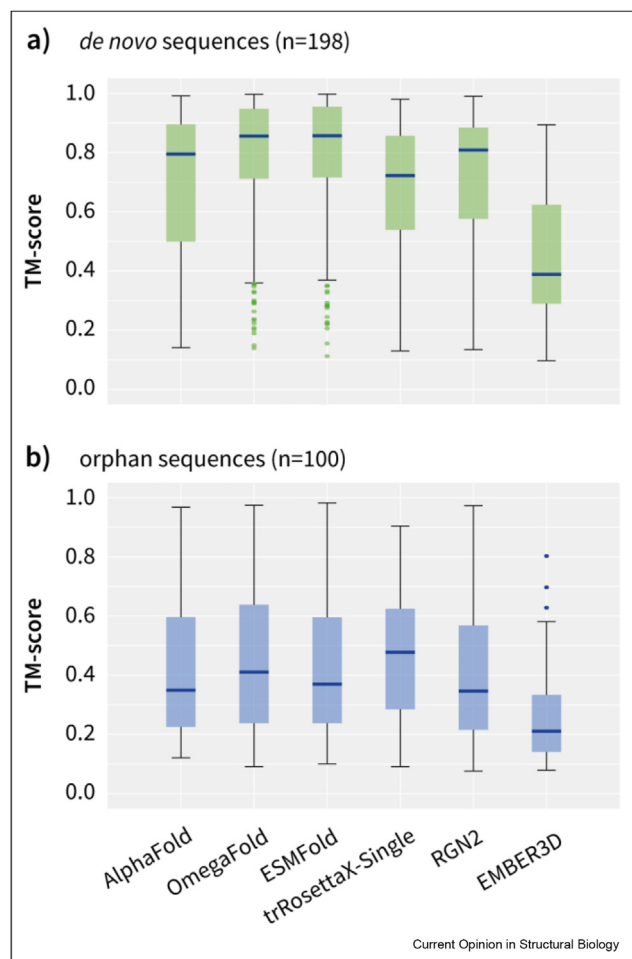 a) de novo sequences (n=198)
TM-score
1.0
0.8
0.6
0.4
0.2
0.0
b) orphan sequences (n=100)
TM-score
1.0
0.8
0.6
0.4
0.2
0.0
AlphaFold
OmegaFold
ESMFold
trRosettaX-Single
RGN2
EMBER3D
Current Opinion in Structural Biology